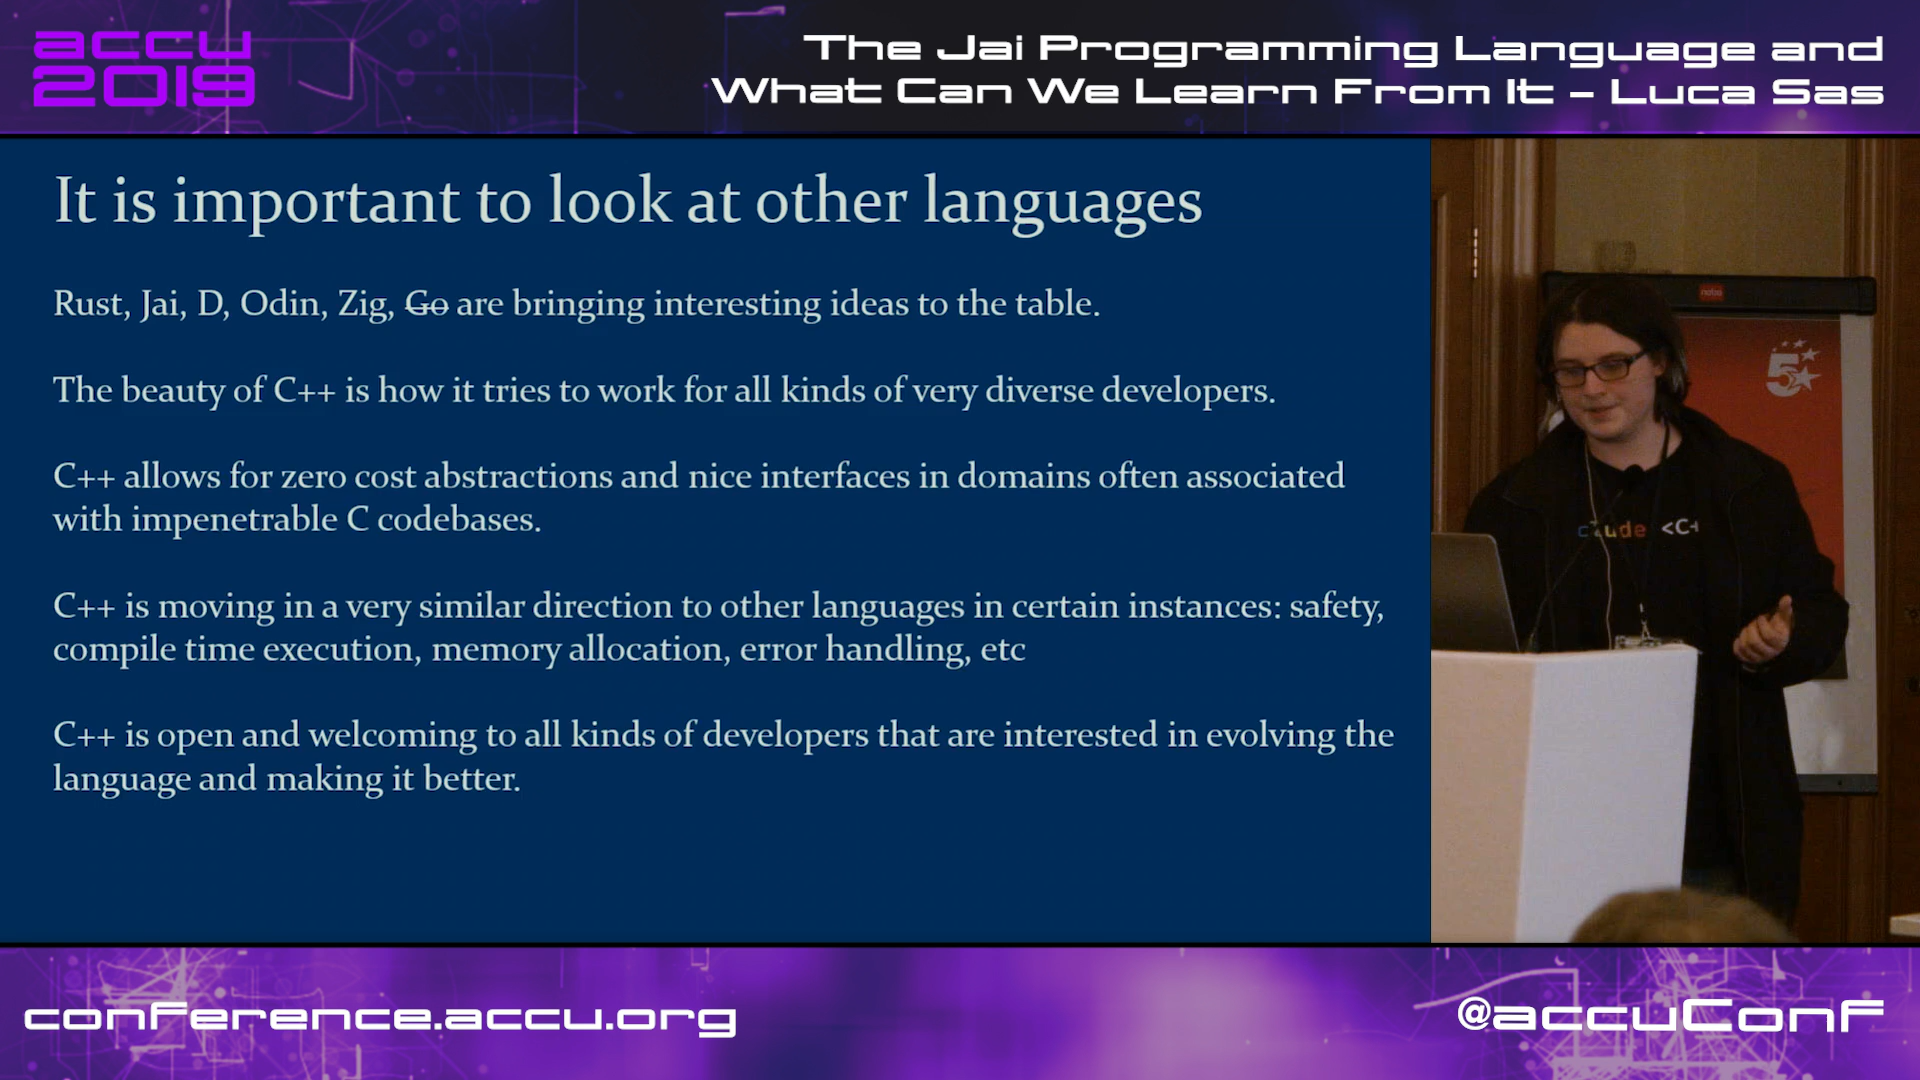 accu
2019
The Jai Programming Language and
What Can We Learn From It – Luca Sas
It is important to look at other languages
Rust, Jai, D, Odin, Zig, Go are bringing interesting ideas to the table.
The beauty of C++ is how it tries to work for all kinds of very diverse developers.
C++ allows for zero cost abstractions and nice interfaces in domains often associated
with impenetrable C codebases.
C++ is moving in a very similar direction to other languages in certain instances: safety,
compile time execution, memory allocation, error handling, etc
C++ is open and welcoming to all kinds of developers that are interested in evolving the
language and making it better.
nobo
5
<C+
conference.accu.org
@accuConf